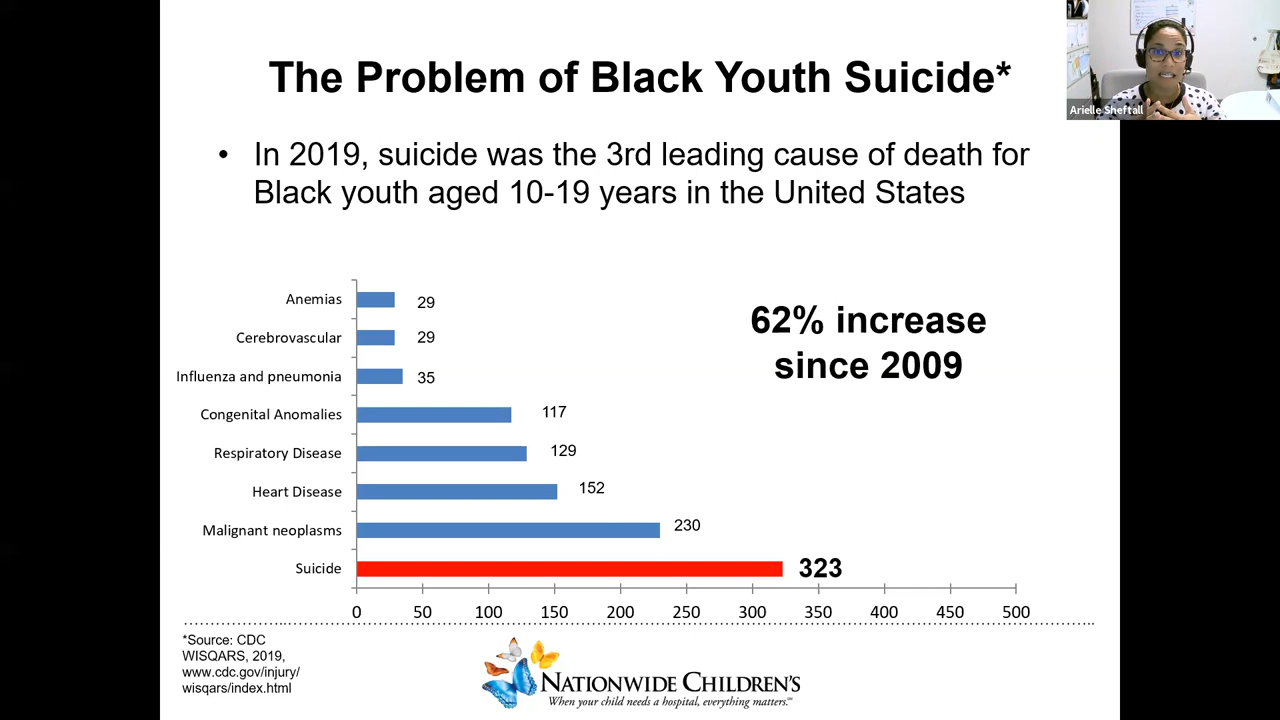 The Problem of Black Youth Suicide*
Arielle Sheftall
• In 2019, suicide was the 3rd leading cause of death for
Black youth aged 10-19 years in the United States
62% increase
since 2009
Anemias 29
Cerebrovascular 29
Influenza and pneumonia 35
Congenital Anomalies 117
Respiratory Disease 129
Heart Disease 152
Malignant neoplasms 230
Suicide 323
0 50 100 150 200 250 300 350 400 450 500
*Source: CDC
WISQARS, 2019,
www.cdc.gov/injury/
wisqars/index.html
NATIONWIDE CHILDREN'S
When your child needs a hospital, everything matters.℠